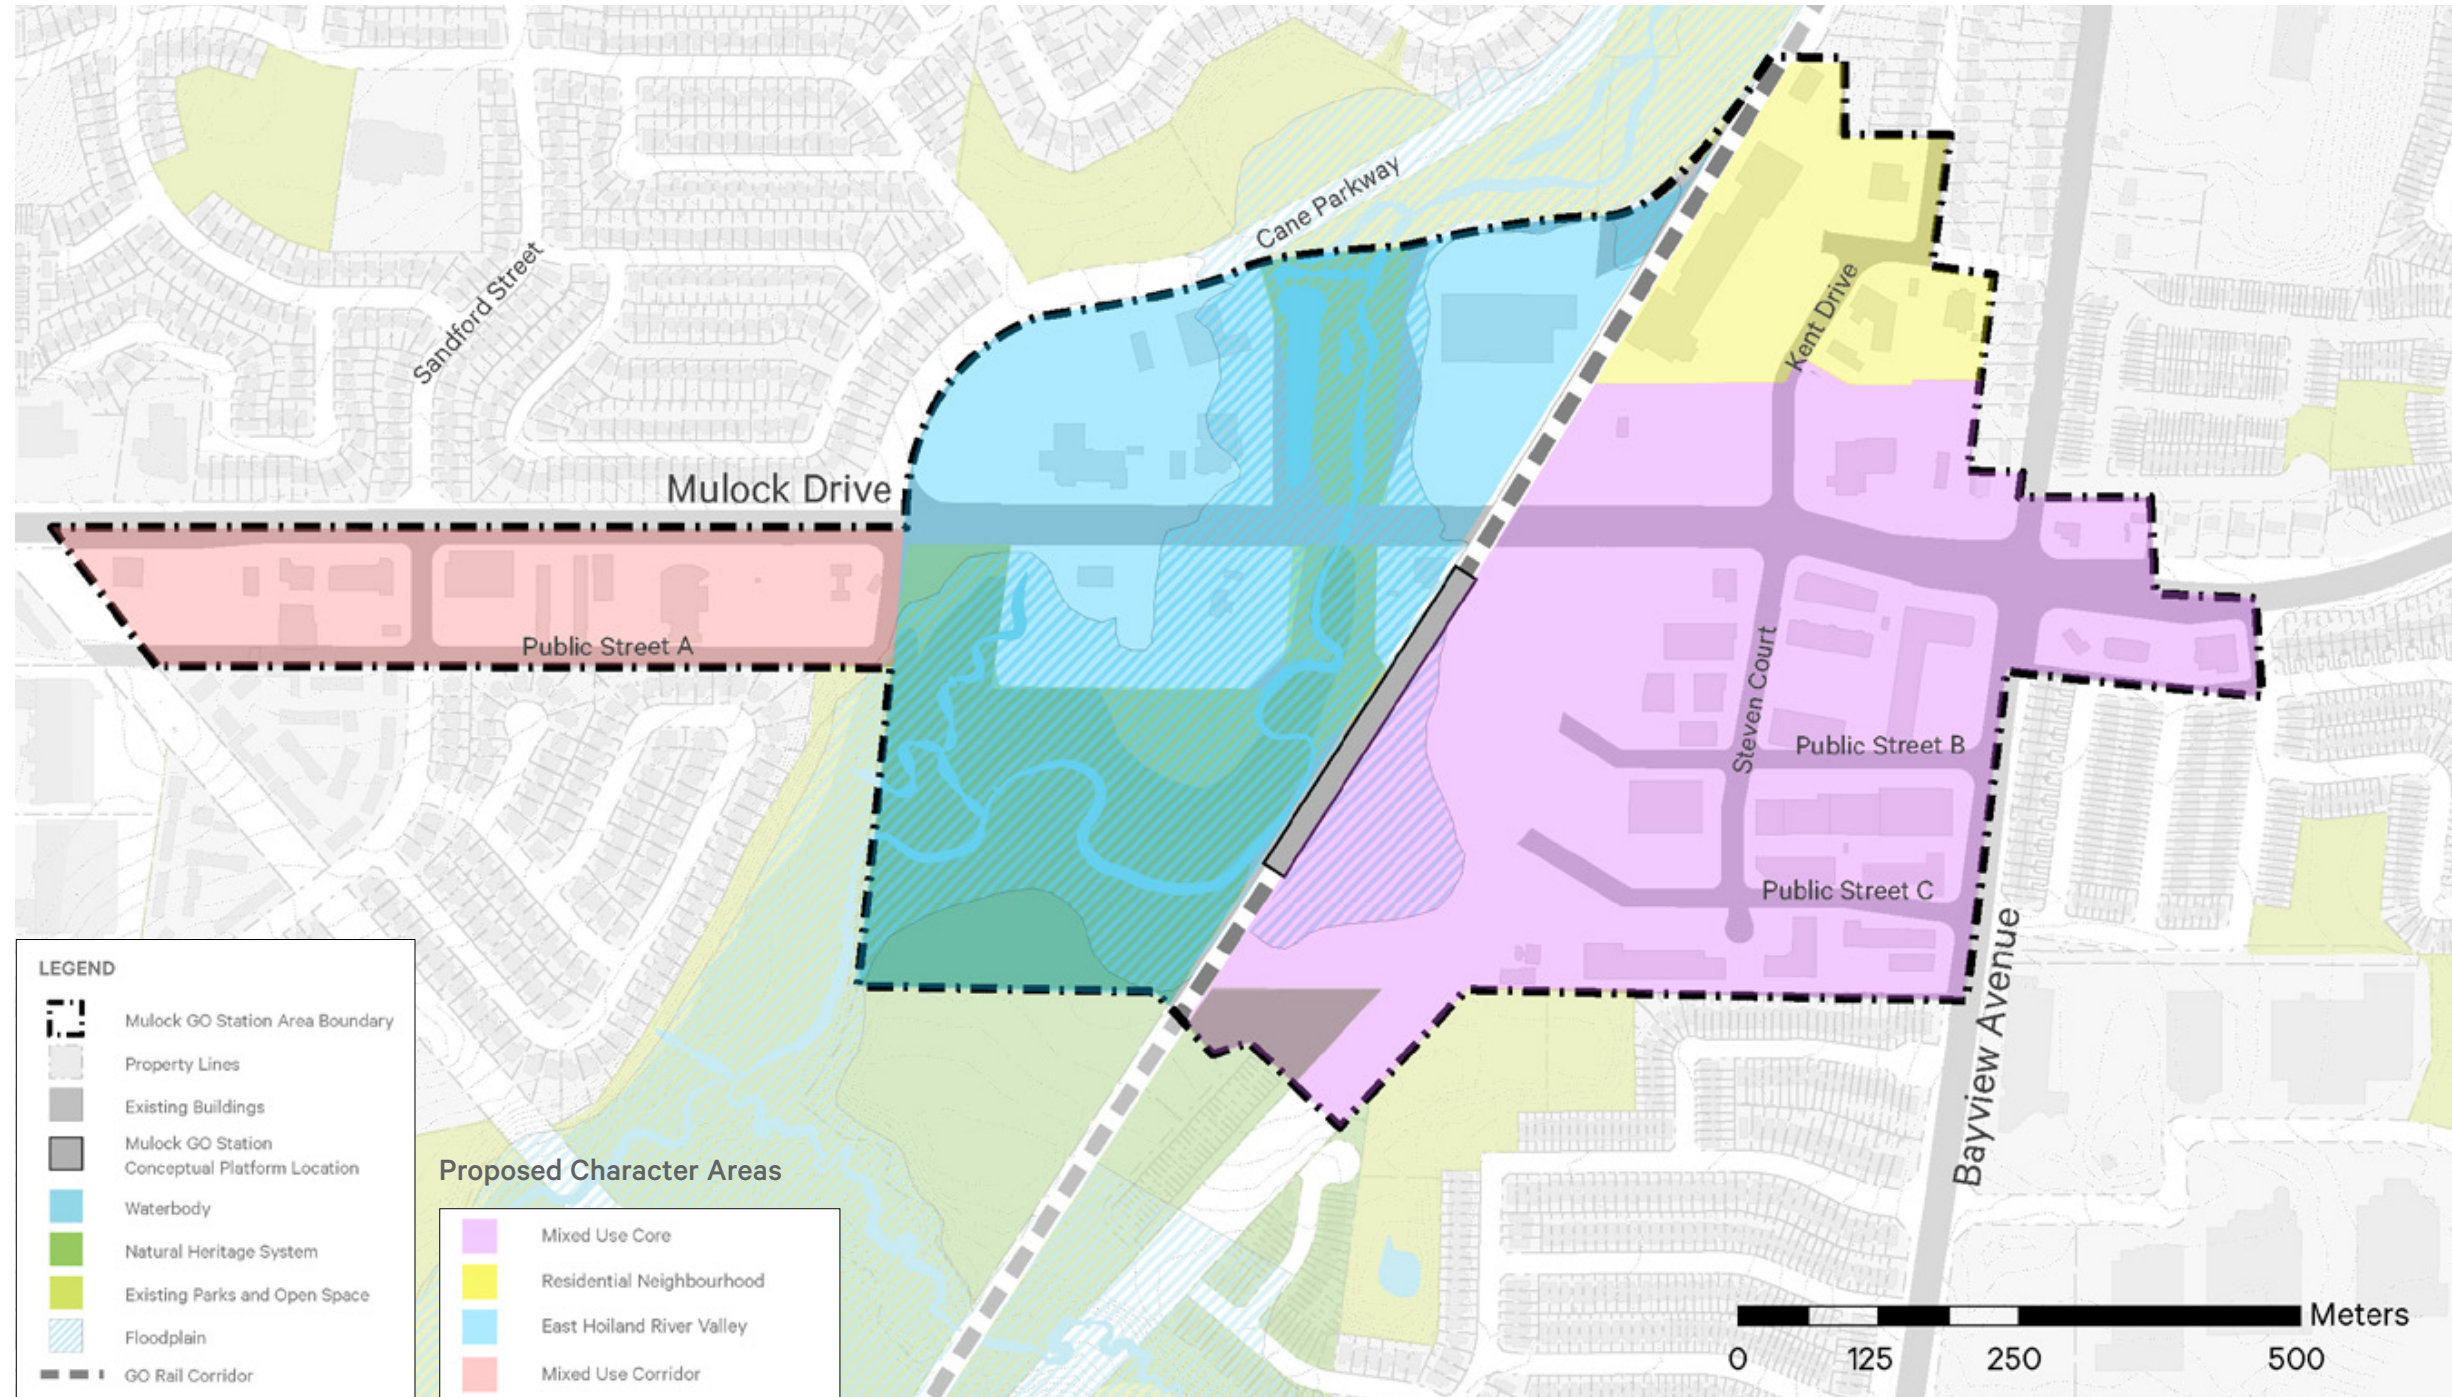 Cane Parkway
Sandford Street
Kent Drive
Mulock Drive
Public Street A
Steven Court
Public Street B
Public Street C
Bayview Avenue
LEGEND
Mulock GO Station Area Boundary
Property Lines
Existing Buildings
Mulock GO Station
Conceptual Platform Location
Waterbody
Natural Heritage System
Existing Parks and Open Space
Floodplain
GO Rail Corridor
Proposed Character Areas
Mixed Use Core
Residential Neighbourhood
East Hoiland River Valley
Mixed Use Corridor
Meters
0 125 250 500